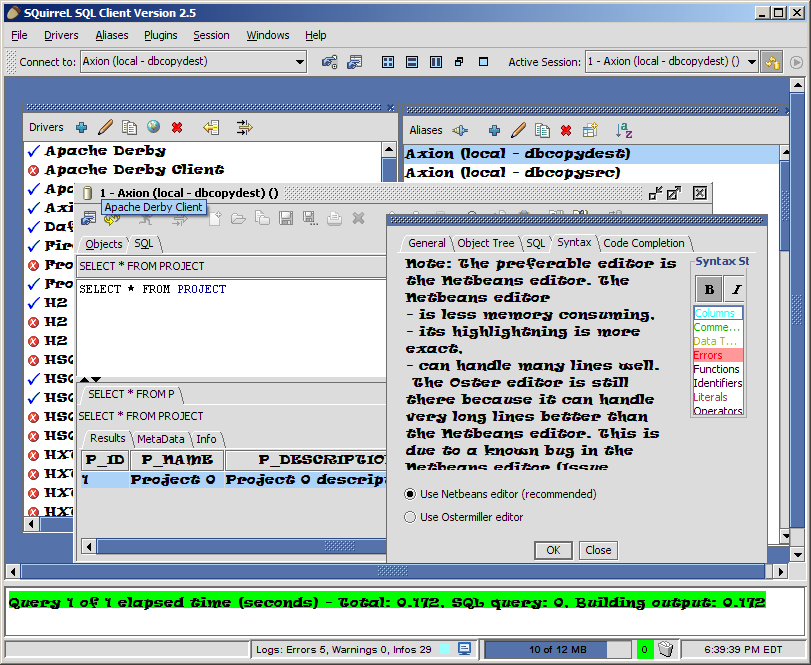 SQuirreL SQL Client Version 2.5
File Drivers Aliases Plugins Session Windows Help
Connect to: Axion (local - dbcopydest) Active Session: 1 - Axion (local - dbcopydest) ()
Drivers
Apache Derby
Apache Derby Client
Aliases
Axion (local - dbcopydest)
Axion (local - dbcopysrc)
1 - Axion (local - dbcopydest) ()
Apache Derby Client
Objects SQL
SELECT * FROM PROJECT
SELECT * FROM PROJECT
SELECT * FROM P
SELECT * FROM PROJECT
Results MetaData Info
P_ID P_NAME P_DESCRIPTIO
1 Project 0 Project 0 descript
Apa
Axi
Daf
Fire
Pro
Pro
H2
H2
H2
HSQ
HSQ
HSQ
HSQ
HSQ
HXT
HXT
HXT
HXT
General Object Tree SQL Syntax Code Completion
Note: The preferable editor is
the Netbeans editor. The
Netbeans editor
- is less memory consuming,
- its highlightning is more
exact,
- can handle many lines well.
The Oster editor is still
there because it can handle
very long lines better than
the Netbeans editor. This is
due to a known bug in the
Netbeans editor (Issue
Syntax St
B I
Columns
Comme...
Data T...
Errors
Functions
Identifiers
Literals
Operators
Use Netbeans editor (recommended)
Use Ostermiller editor
OK Close
Query 1 of 1 elapsed time (seconds) - Total: 0.172, SQL query: 0, Building output: 0.172
Logs: Errors 5, Warnings 0, Infos 29 10 of 12 MB 0 6:39:39 PM EDT